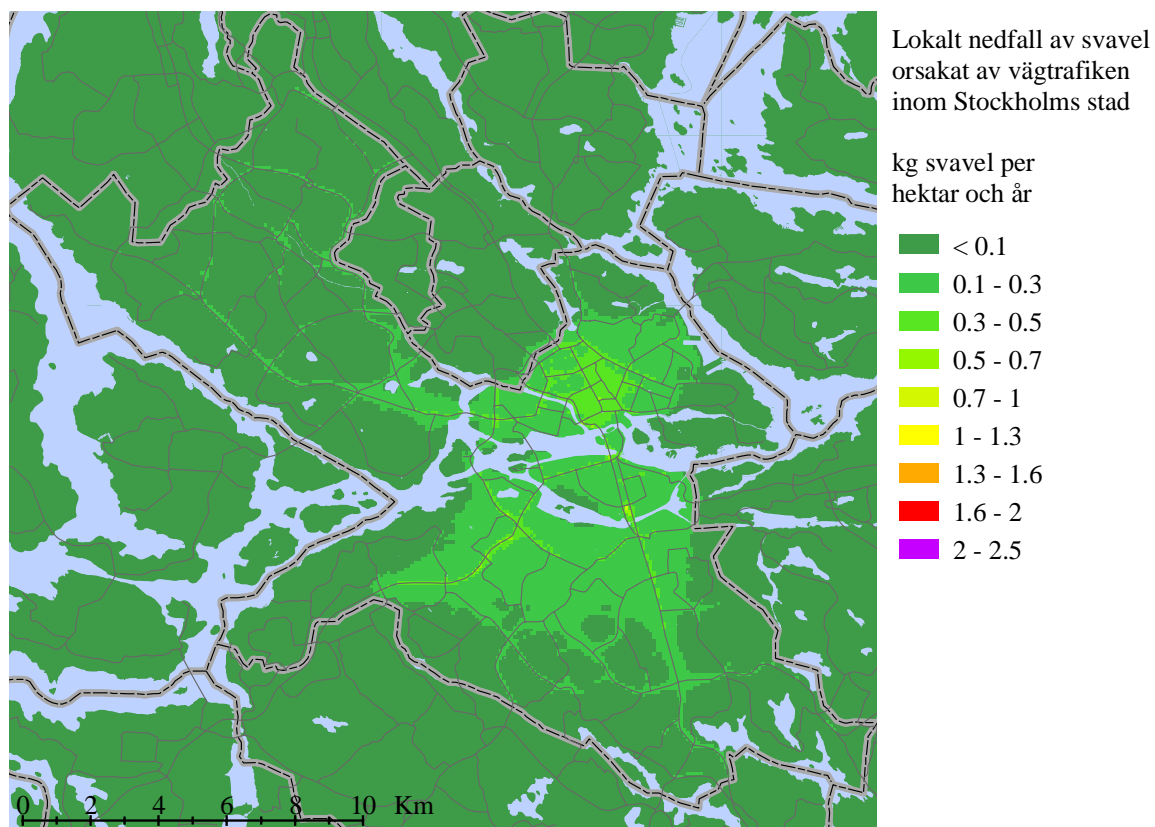 Lokalt nedfall av svavel
orsakat av vägtrafiken
inom Stockholms stad
kg svavel per
hektar och år
< 0.1
0.1 - 0.3
0.3 - 0.5
0.5 - 0.7
0.7 - 1
1 - 1.3
1.3 - 1.6
1.6 - 2
2 - 2.5
0 2 4 6 8 10 Km